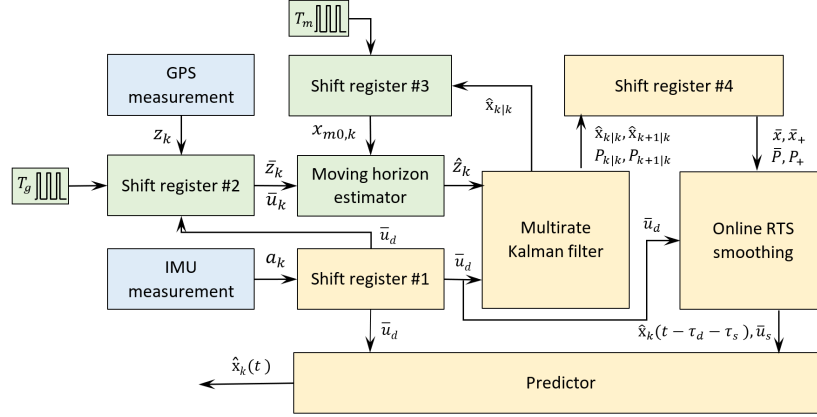 T_m
GPS
measurement
Shift register #3
Shift register #4
x̂_{k|k}
z_k
x_{m0,k}
x̂_{k|k}, x̂_{k+1|k}
P_{k|k}, P_{k+1|k}
x̄, x̄_+
P̄, P_+
T_g
Shift register #2
z̄_k
ū_k
Moving horizon
estimator
ẑ_k
Multirate
Kalman filter
Online RTS
smoothing
ū_d
ū_d
IMU
measurement
a_k
Shift register #1
ū_d
ū_d
x̂_k(t − τ_d − τ_s), ū_s
x̂_k(t)
Predictor